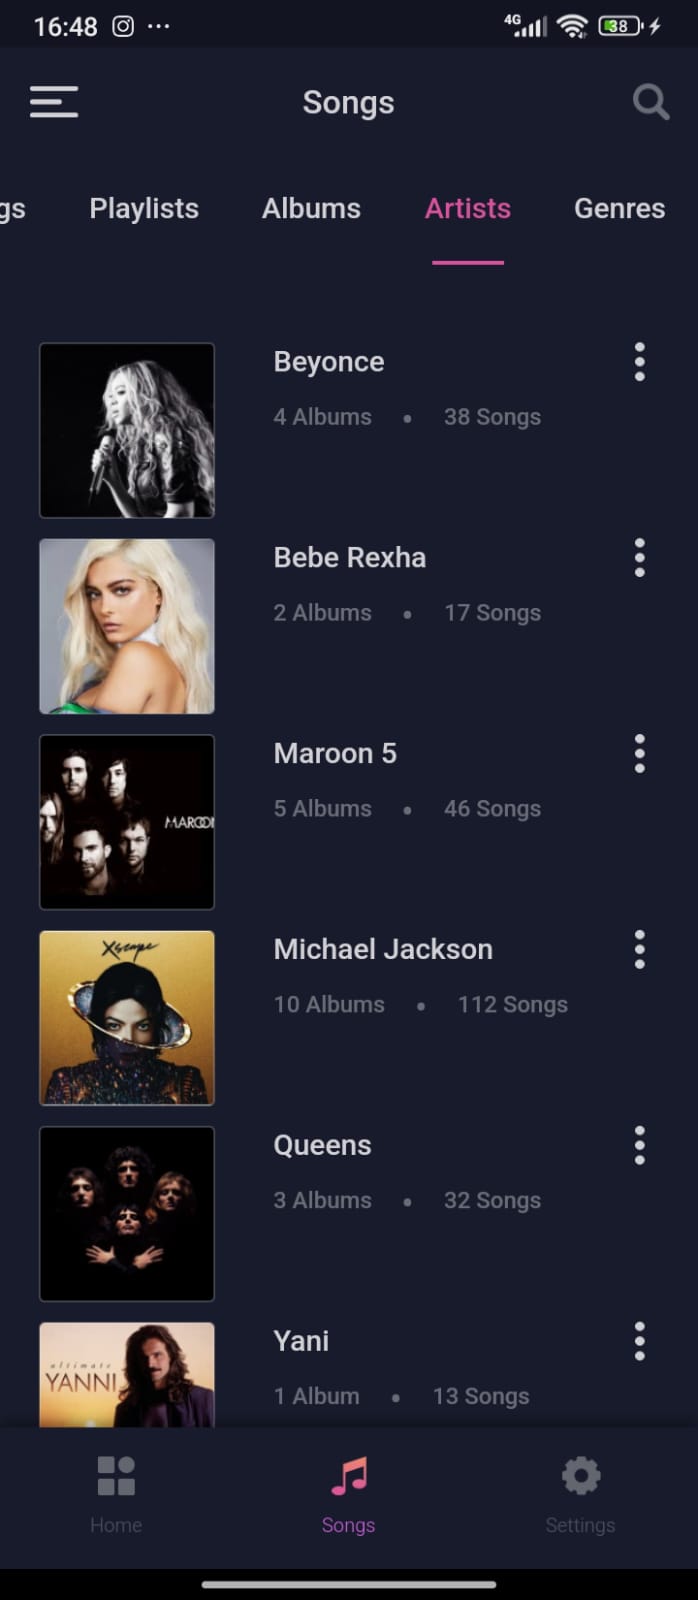 16:48 4G 38
Songs
gs Playlists Albums Artists Genres
Beyonce
4 Albums • 38 Songs
Bebe Rexha
2 Albums • 17 Songs
Maroon 5
5 Albums • 46 Songs
MAROO
Michael Jackson
10 Albums • 112 Songs
Xscape
Queens
3 Albums • 32 Songs
Yani
1 Album • 13 Songs
ultimate
YANNI
Home Songs Settings